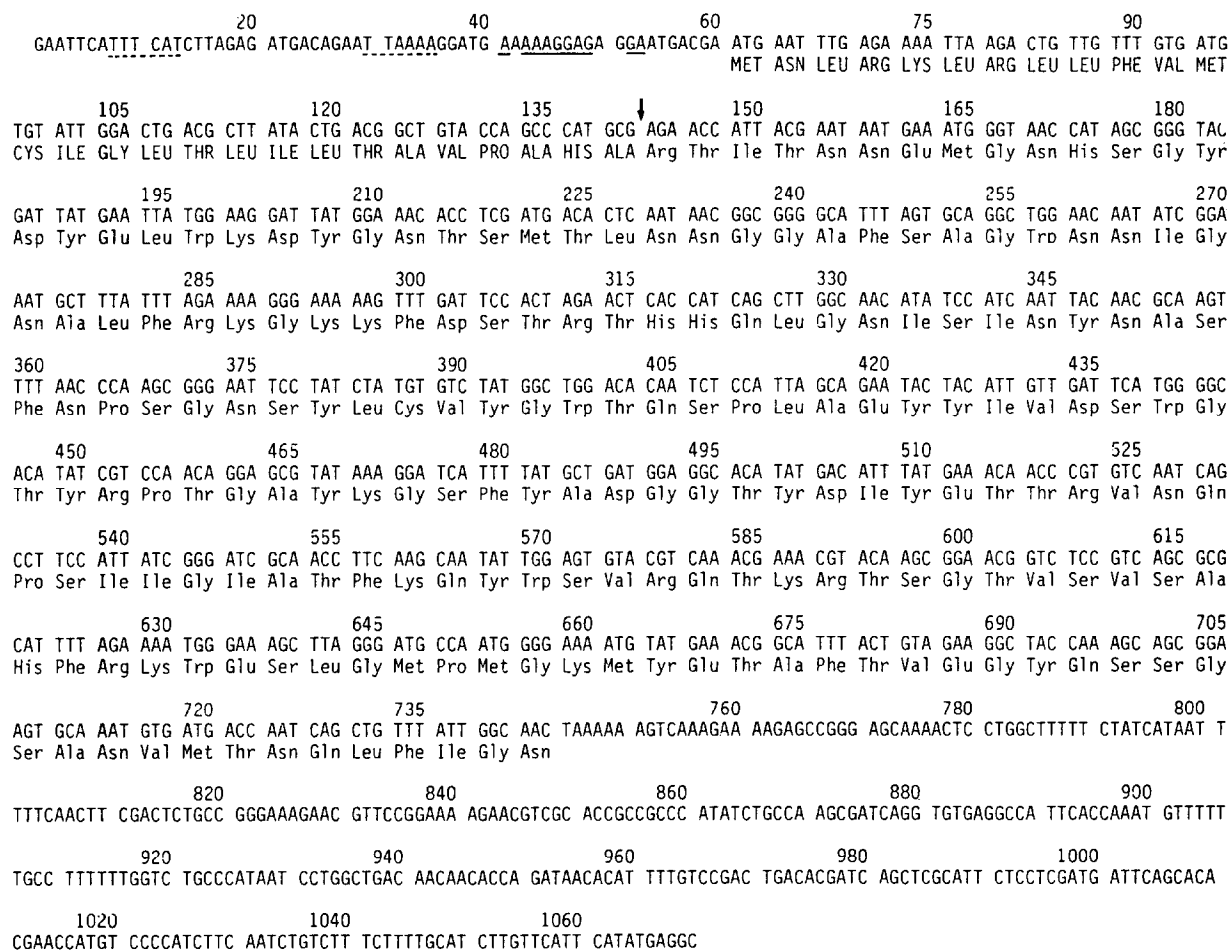 20 40 60 75 90
GAATTCATTT CATCTTAGAG ATGACAGAAT TAAAAGGATG AAAAAGGAGA GGAATGACGA ATG AAT TTG AGA AAA TTA AGA CTG TTG TTT GTG ATG
MET ASN LEU ARG LYS LEU ARG LEU LEU PHE VAL MET
105 120 135 150 165 180
TGT ATT GGA CTG ACG CTT ATA CTG ACG GCT GTA CCA GCC CAT GCG AGA ACC ATT ACG AAT AAT GAA ATG GGT AAC CAT AGC GGG TAC
CYS ILE GLY LEU THR LEU ILE LEU THR ALA VAL PRO ALA HIS ALA Arg Thr Ile Thr Asn Asn Glu Met Gly Asn His Ser Gly Tyr
195 210 225 240 255 270
GAT TAT GAA TTA TGG AAG GAT TAT GGA AAC ACC TCG ATG ACA CTC AAT AAC GGC GGG GCA TTT AGT GCA GGC TGG AAC AAT ATC GGA
Asp Tyr Glu Leu Trp Lys Asp Tyr Gly Asn Thr Ser Met Thr Leu Asn Asn Gly Gly Ala Phe Ser Ala Gly Trp Asn Asn Ile Gly
285 300 315 330 345
AAT GCT TTA TTT AGA AAA GGG AAA AAG TTT GAT TCC ACT AGA ACT CAC CAT CAG CTT GGC AAC ATA TCC ATC AAT TAC AAC GCA AGT
Asn Ala Leu Phe Arg Lys Gly Lys Lys Phe Asp Ser Thr Arg Thr His His Gln Leu Gly Asn Ile Ser Ile Asn Tyr Asn Ala Ser
360 375 390 405 420 435
TTT AAC CCA AGC GGG AAT TCC TAT CTA TGT GTC TAT GGC TGG ACA CAA TCT CCA TTA GCA GAA TAC TAC ATT GTT GAT TCA TGG GGC
Phe Asn Pro Ser Gly Asn Ser Tyr Leu Cys Val Tyr Gly Trp Thr Gln Ser Pro Leu Ala Glu Tyr Tyr Ile Val Asp Ser Trp Gly
450 465 480 495 510 525
ACA TAT CGT CCA ACA GGA GCG TAT AAA GGA TCA TTT TAT GCT GAT GGA GGC ACA TAT GAC ATT TAT GAA ACA ACC CGT GTC AAT CAG
Thr Tyr Arg Pro Thr Gly Ala Tyr Lys Gly Ser Phe Tyr Ala Asp Gly Gly Thr Tyr Asp Ile Tyr Glu Thr Thr Arg Val Asn Gln
540 555 570 585 600 615
CCT TCC ATT ATC GGG ATC GCA ACC TTC AAG CAA TAT TGG AGT GTA CGT CAA ACG AAA CGT ACA AGC GGA ACG GTC TCC GTC AGC GCG
Pro Ser Ile Ile Gly Ile Ala Thr Phe Lys Gln Tyr Trp Ser Val Arg Gln Thr Lys Arg Thr Ser Gly Thr Val Ser Val Ser Ala
630 645 660 675 690 705
CAT TTT AGA AAA TGG GAA AGC TTA GGG ATG CCA ATG GGG AAA ATG TAT GAA ACG GCA TTT ACT GTA GAA GGC TAC CAA AGC AGC GGA
His Phe Arg Lys Trp Glu Ser Leu Gly Met Pro Met Gly Lys Met Tyr Glu Thr Ala Phe Thr Val Glu Gly Tyr Gln Ser Ser Gly
720 735 760 780 800
AGT GCA AAT GTG ATG ACC AAT CAG CTG TTT ATT GGC AAC TAAAAA AGTCAAAGAA AAGAGCCGGG AGCAAAACTC CTGGCTTTTT CTATCATAAT T
Ser Ala Asn Val Met Thr Asn Gln Leu Phe Ile Gly Asn
820 840 860 880 900
TTTCAACTT CGACTCTGCC GGGAAAGAAC GTTCCGGAAA AGAACGTCGC ACCGCCGCCC ATATCTGCCA AGCGATCAGG TGTGAGGCCA TTCACCAAAT GTTTTT
920 940 960 980 1000
TGCC TTTTTTGGTC TGCCCATAAT CCTGGCTGAC AACAACACCA GATAACACAT TTTGTCCGAC TGACACGATC AGCTCGCATT CTCCTCGATG ATTCAGCACA
1020 1040 1060
CGAACCATGT CCCCATCTTC AATCTGTCTT TCTTTTGCAT CTTGTTCATT CATATGAGGC